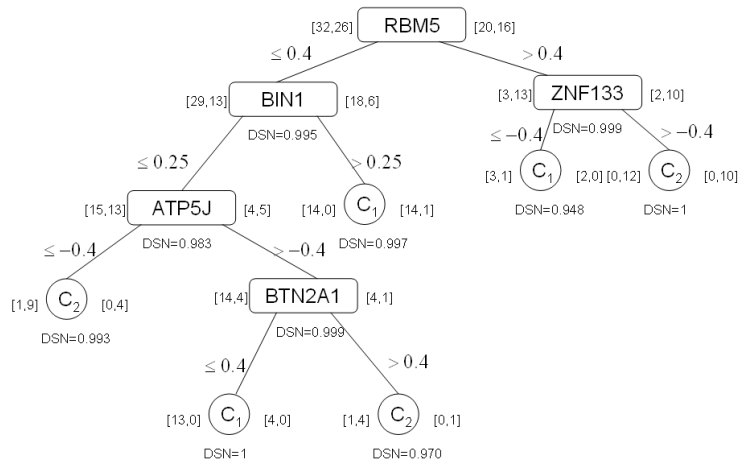 [32,26] RBM5 [20,16]
≤ 0.4 > 0.4
[29,13] BIN1 [18,6] [3,13] ZNF133 [2,10]
DSN=0.995 DSN=0.999
≤ −0.4 > −0.4
≤ 0.25 > 0.25
[3,1] C1 [2,0] [0,12] C2 [0,10]
DSN=0.948 DSN=1
[15,13] ATP5J [4,5] [14,0] C1 [14,1]
DSN=0.983 DSN=0.997
≤ −0.4 > −0.4
[1,9] C2 [0,4] [14,4] BTN2A1 [4,1]
DSN=0.993 DSN=0.999
≤ 0.4 > 0.4
[13,0] C1 [4,0] [1,4] C2 [0,1]
DSN=1 DSN=0.970